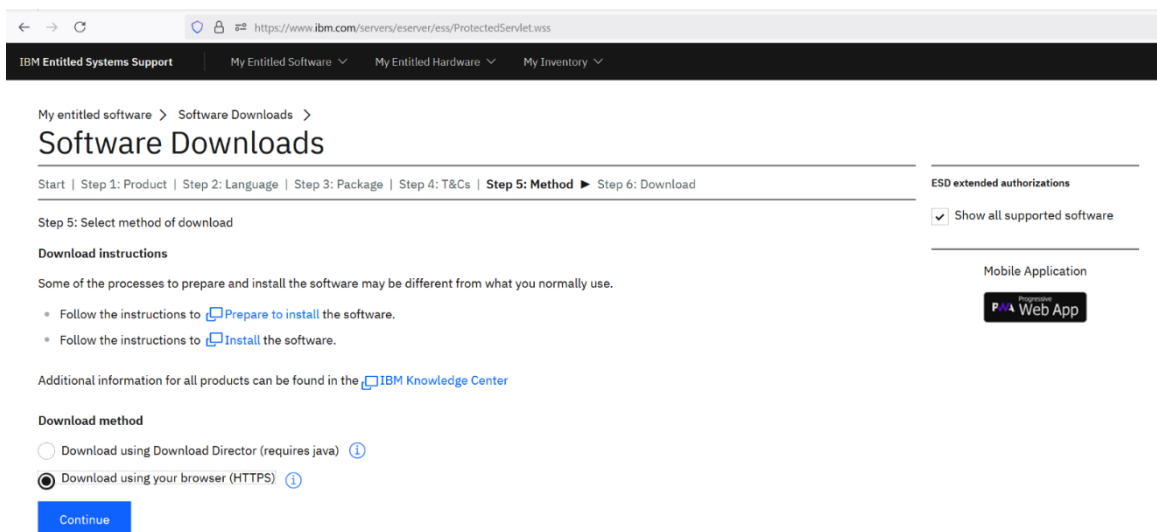 https://www.ibm.com/servers/eserver/ess/ProtectedServlet.wss
IBM Entitled Systems Support My Entitled Software My Entitled Hardware My Inventory
My entitled software > Software Downloads >
Software Downloads
Start | Step 1: Product | Step 2: Language | Step 3: Package | Step 4: T&Cs | Step 5: Method ► Step 6: Download
Step 5: Select method of download
Download instructions
Some of the processes to prepare and install the software may be different from what you normally use.
Follow the instructions to Prepare to install the software.
Follow the instructions to Install the software.
Additional information for all products can be found in the IBM Knowledge Center
Download method
Download using Download Director (requires java)
Download using your browser (HTTPS)
Continue
ESD extended authorizations
Show all supported software
Mobile Application
Progressive
PWA Web App